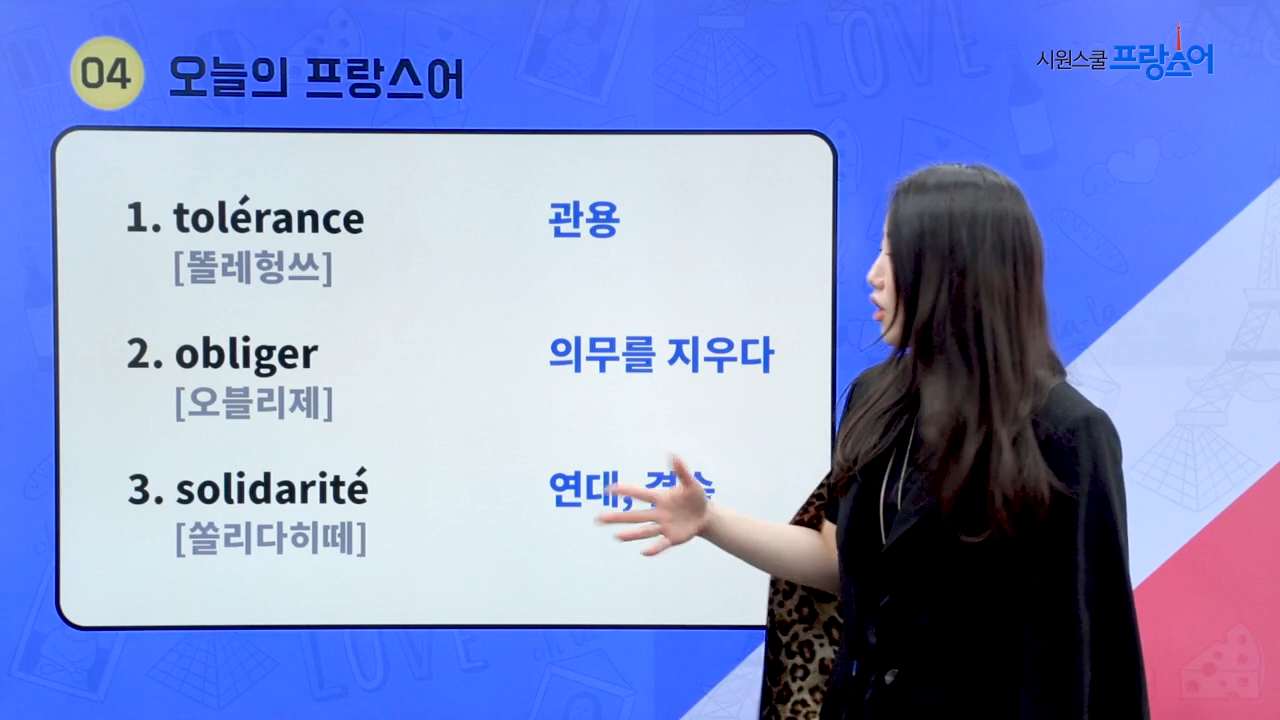 04 오늘의 프랑스어
시원스쿨 프랑스어
1. tolérance 관용
[똘레헝쓰]
2. obliger 의무를 지우다
[오블리제]
3. solidarité 연대,
[쏠리다히떼]
LOVE
LOVE